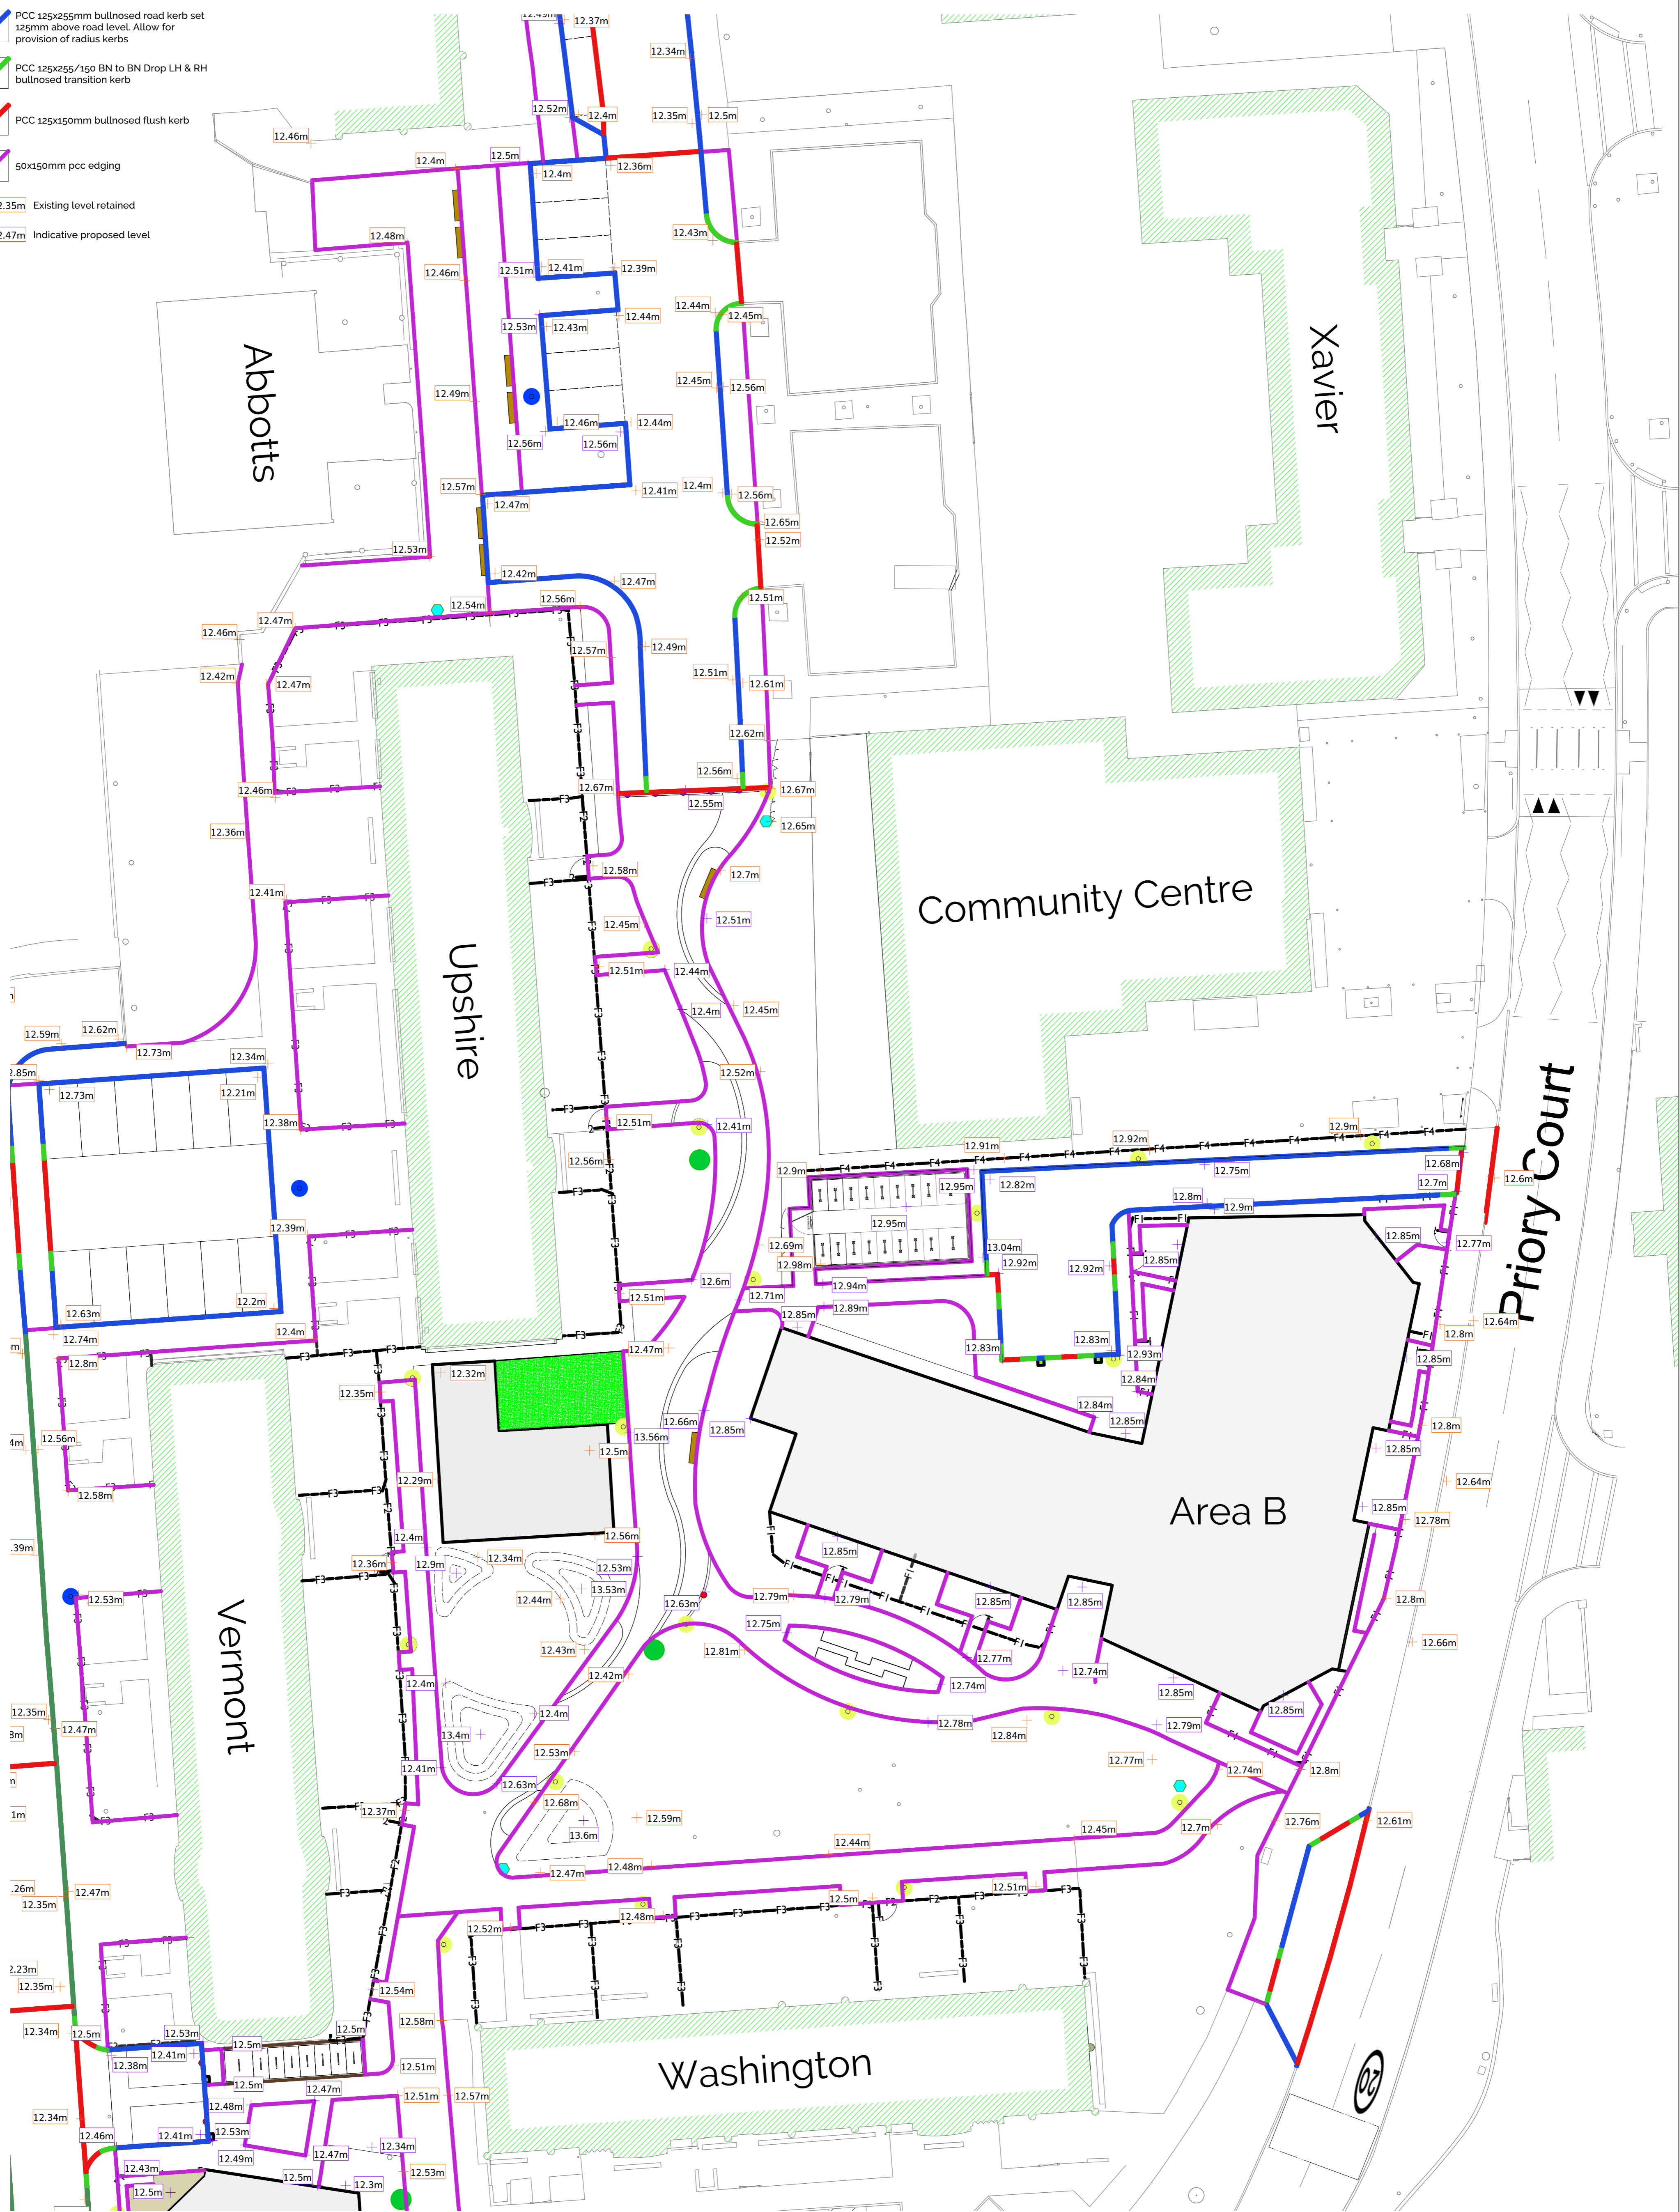 PCC 125x255mm bullnosed road kerb set
125mm above road level. Allow for
provision of radius kerbs
PCC 125x255/150 BN to BN Drop LH & RH
bullnosed transition kerb
PCC 125x150mm bullnosed flush kerb
50x150mm pcc edging
Existing level retained
Indicative proposed level
12.37m
12.34m
12.52m
12.4m
12.35m
12.5m
12.46m
12.4m
12.5m
12.4m
12.36m
12.48m
12.43m
12.46m
12.51m
12.41m
12.39m
12.44m
12.45m
12.53m
12.43m
12.44m
Abbotts
Xavier
12.49m
12.45m
12.56m
12.46m
12.44m
12.56m
12.56m
12.57m
12.47m
12.41m
12.4m
12.56m
12.65m
12.52m
12.53m
12.42m
12.47m
12.54m
12.56m
12.51m
12.46m
12.47m
12.57m
12.49m
12.42m
12.47m
12.51m
12.61m
12.62m
12.56m
12.46m
12.67m
12.55m
12.67m
12.36m
12.65m
12.58m
12.7m
12.41m
12.45m
12.51m
Community Centre
Upshire
12.51m
12.44m
12.4m
12.45m
12.59m
12.62m
12.73m
12.34m
12.52m
12.73m
12.21m
12.38m
12.51m
12.41m
12.56m
12.91m
12.92m
12.9m
12.9m
12.82m
12.75m
12.68m
12.7m
12.6m
Priory Court
12.95m
12.95m
12.8m
12.9m
12.39m
12.69m
12.98m
13.04m
12.92m
12.92m
12.85m
12.85m
12.77m
12.63m
12.2m
12.6m
12.51m
12.71m
12.94m
12.89m
12.85m
12.74m
12.4m
12.8m
12.47m
12.83m
12.83m
12.93m
12.84m
12.64m
12.8m
12.85m
12.32m
12.35m
12.66m
12.85m
12.84m
12.85m
12.8m
12.56m
13.56m
12.5m
12.85m
12.29m
12.64m
12.58m
Area B
12.85m
12.78m
12.4m
12.56m
12.36m
12.9m
12.34m
12.53m
12.85m
12.53m
12.44m
13.53m
12.63m
12.79m
12.79m
12.85m
12.85m
12.8m
Vermont
12.43m
12.75m
12.81m
12.77m
12.66m
12.42m
12.4m
12.74m
12.74m
12.85m
12.85m
12.35m
12.47m
12.4m
13.4m
12.78m
12.84m
12.79m
12.53m
12.77m
12.74m
12.8m
12.41m
12.63m
12.37m
12.68m
13.6m
12.59m
12.44m
12.45m
12.7m
12.76m
12.61m
12.47m
12.48m
12.47m
12.35m
12.5m
12.51m
12.48m
12.52m
12.35m
12.54m
12.34m
12.5m
12.53m
12.5m
12.5m
12.58m
12.38m
12.41m
12.51m
12.5m
Washington
20
12.47m
12.51m
12.57m
12.48m
12.34m
12.46m
12.41m
12.53m
12.49m
12.47m
12.34m
12.43m
12.5m
12.5m
12.3m
12.53m